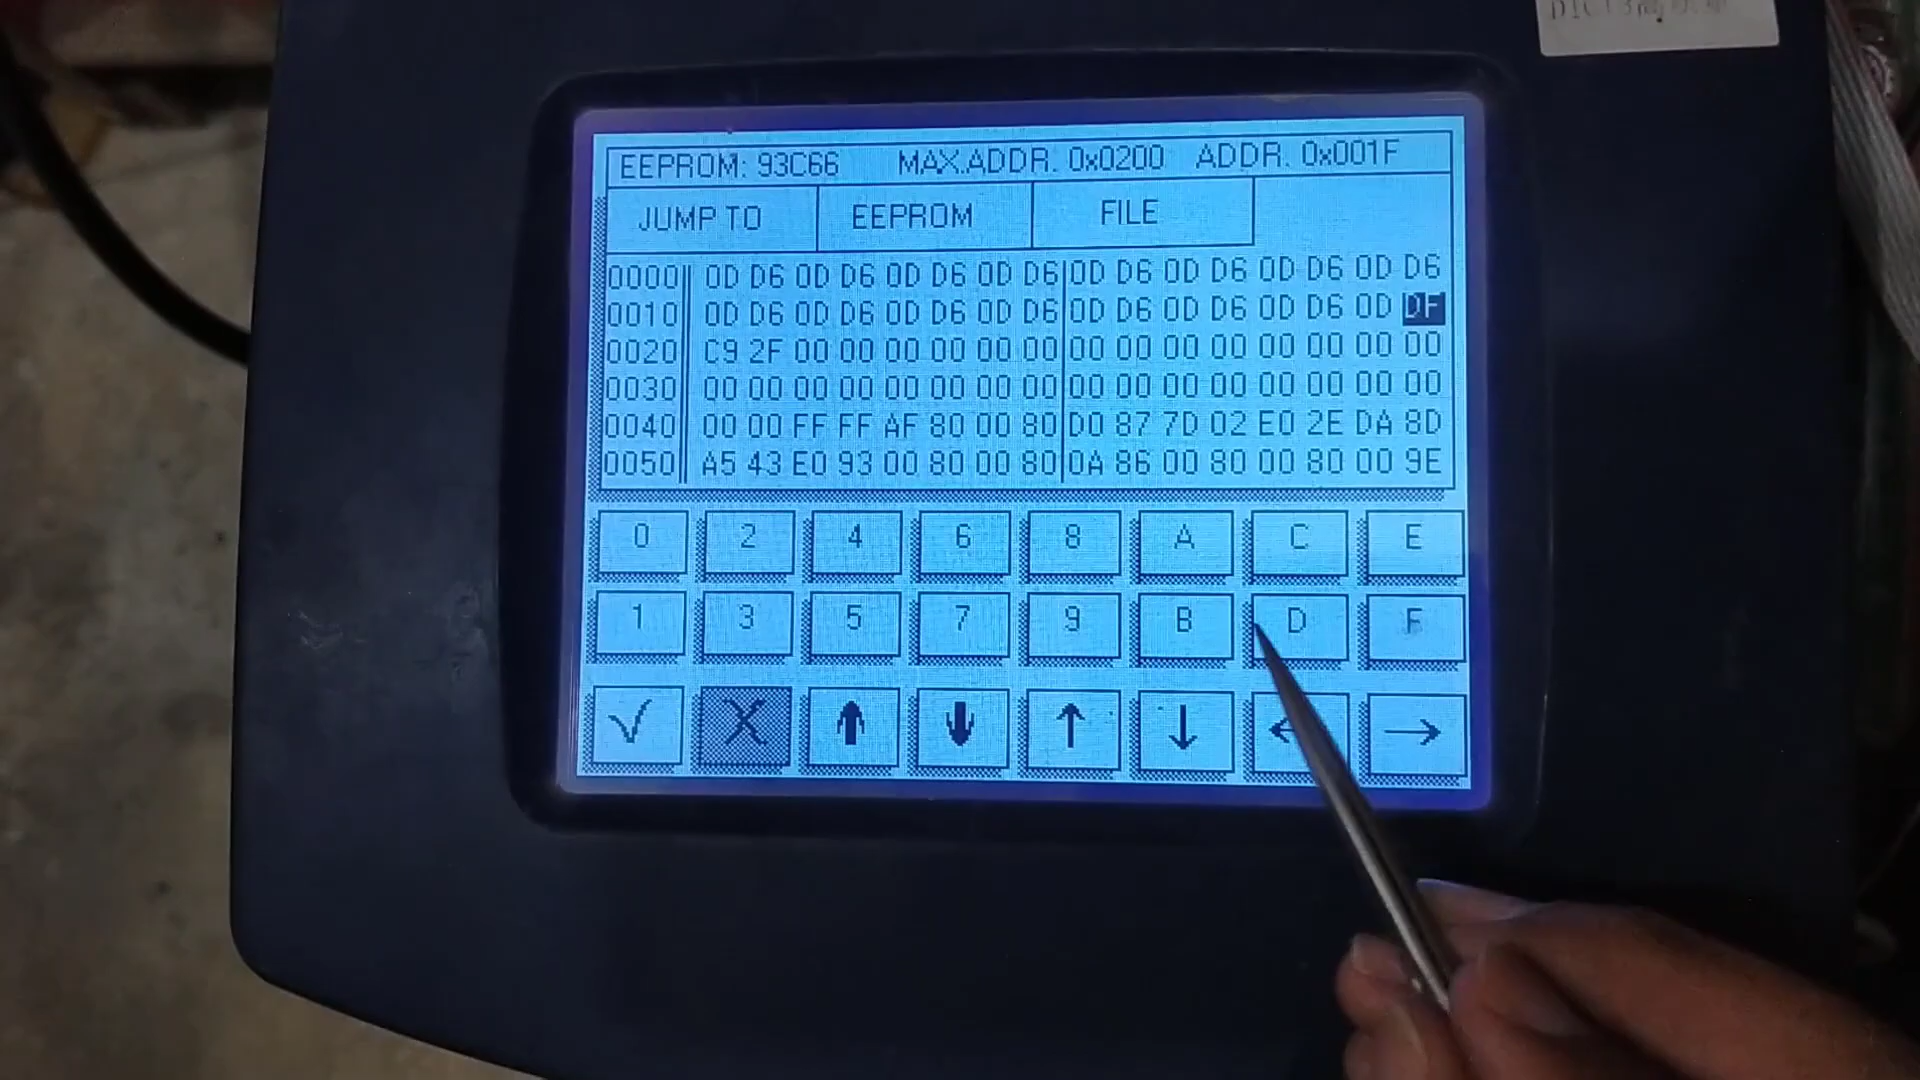 EEPROM: 93C66 MAX.ADDR. 0x0200 ADDR. 0x001F
JUMP TO EEPROM FILE
0000 0D D6 0D D6 0D D6 0D D6 0D D6 0D D6 0D D6 0D D6
0010 0D D6 0D D6 0D D6 0D D6 0D D6 0D D6 0D D6 0D DF
0020 C9 2F 00 00 00 00 00 00 00 00 00 00 00 00 00 00
0030 00 00 00 00 00 00 00 00 00 00 00 00 00 00 00 00
0040 00 00 FF FF AF 80 00 80 D0 87 7D 02 E0 2E DA 8D
0050 A5 43 E0 93 00 80 00 80 0A 86 00 80 00 80 00 9E
0 2 4 6 8 A C E
1 3 5 7 9 B D F
X